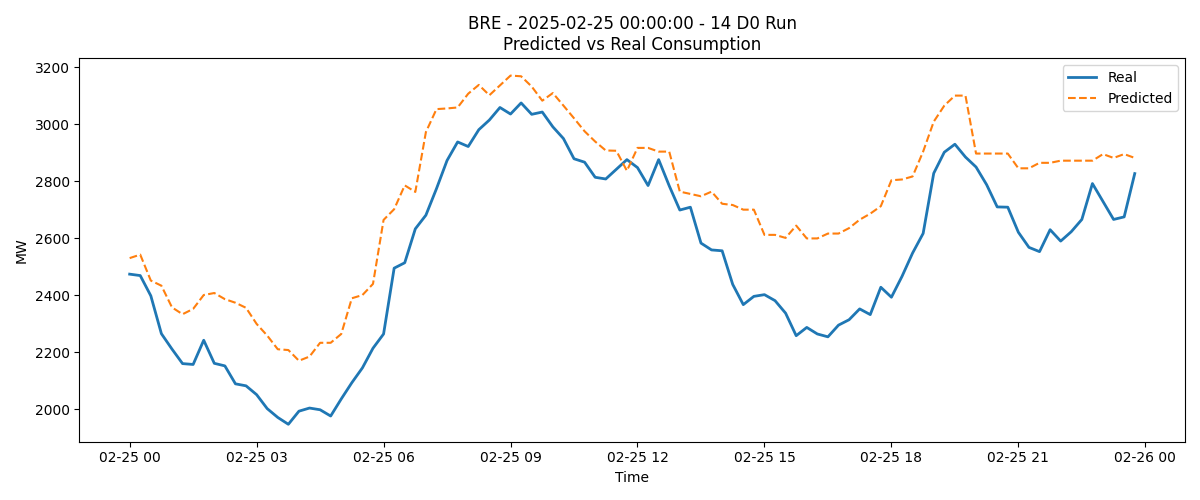 BRE - 2025-02-25 00:00:00 - 14 D0 Run
Predicted vs Real Consumption
Real
Predicted
MW
3200
3000
2800
2600
2400
2200
2000
02-25 00
02-25 03
02-25 06
02-25 09
02-25 12
02-25 15
02-25 18
02-25 21
02-26 00
Time